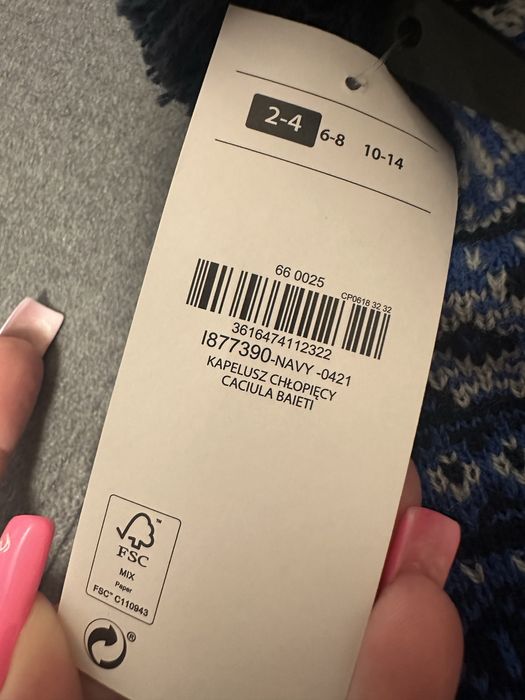 2-4 6-8 10-14
66 0025
CP0618 32 32
3616474112322
I877390-NAVY -0421
KAPELUSZ CHŁOPIĘCY
CACIULA BAIETI
™
FSC
MIX
Paper
FSC™ C110943
®